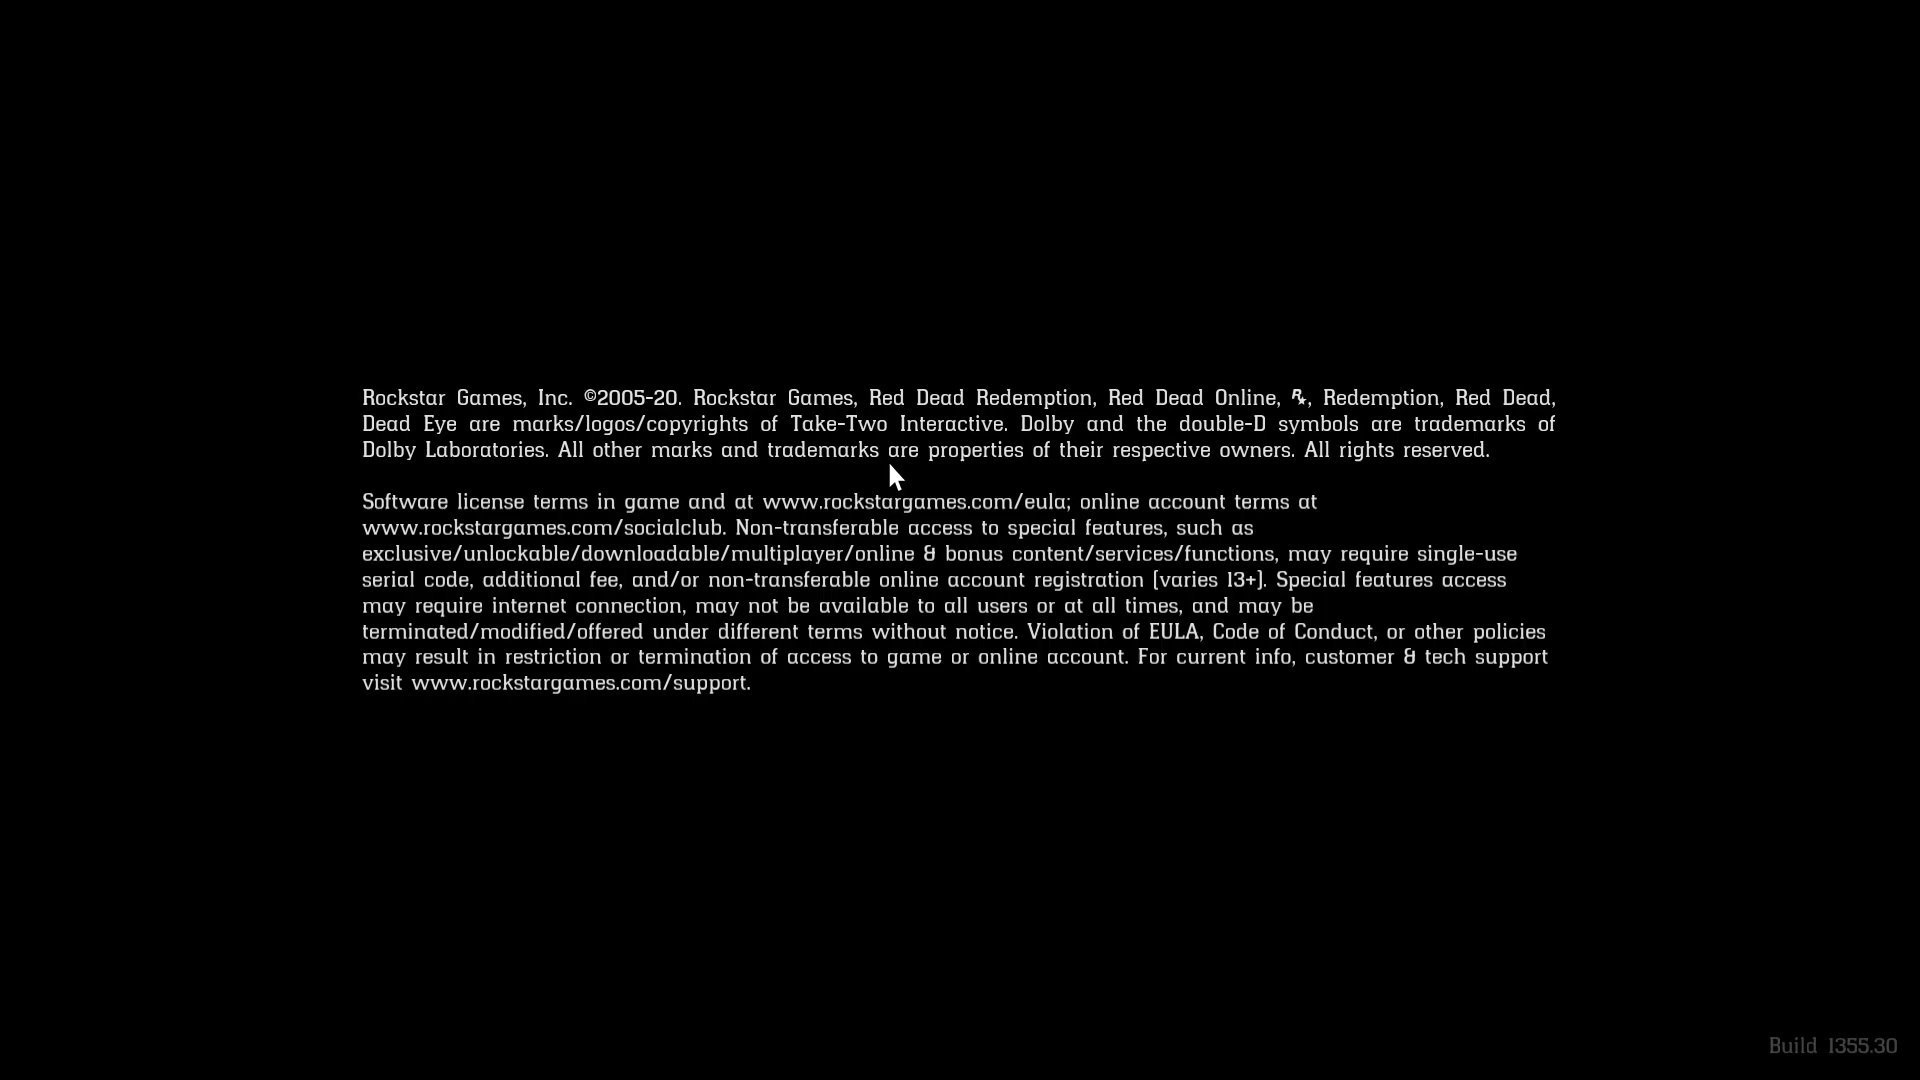 Rockstar Games, Inc. ©2005-20. Rockstar Games, Red Dead Redemption, Red Dead Online, R★, Redemption, Red Dead,
Dead Eye are marks/logos/copyrights of Take-Two Interactive. Dolby and the double-D symbols are trademarks of
Dolby Laboratories. All other marks and trademarks are properties of their respective owners. All rights reserved.
Software license terms in game and at www.rockstargames.com/eula; online account terms at
www.rockstargames.com/socialclub. Non-transferable access to special features, such as
exclusive/unlockable/downloadable/multiplayer/online & bonus content/services/functions, may require single-use
serial code, additional fee, and/or non-transferable online account registration (varies 13+). Special features access
may require internet connection, may not be available to all users or at all times, and may be
terminated/modified/offered under different terms without notice. Violation of EULA, Code of Conduct, or other policies
may result in restriction or termination of access to game or online account. For current info, customer & tech support
visit www.rockstargames.com/support.
Build 1355.30